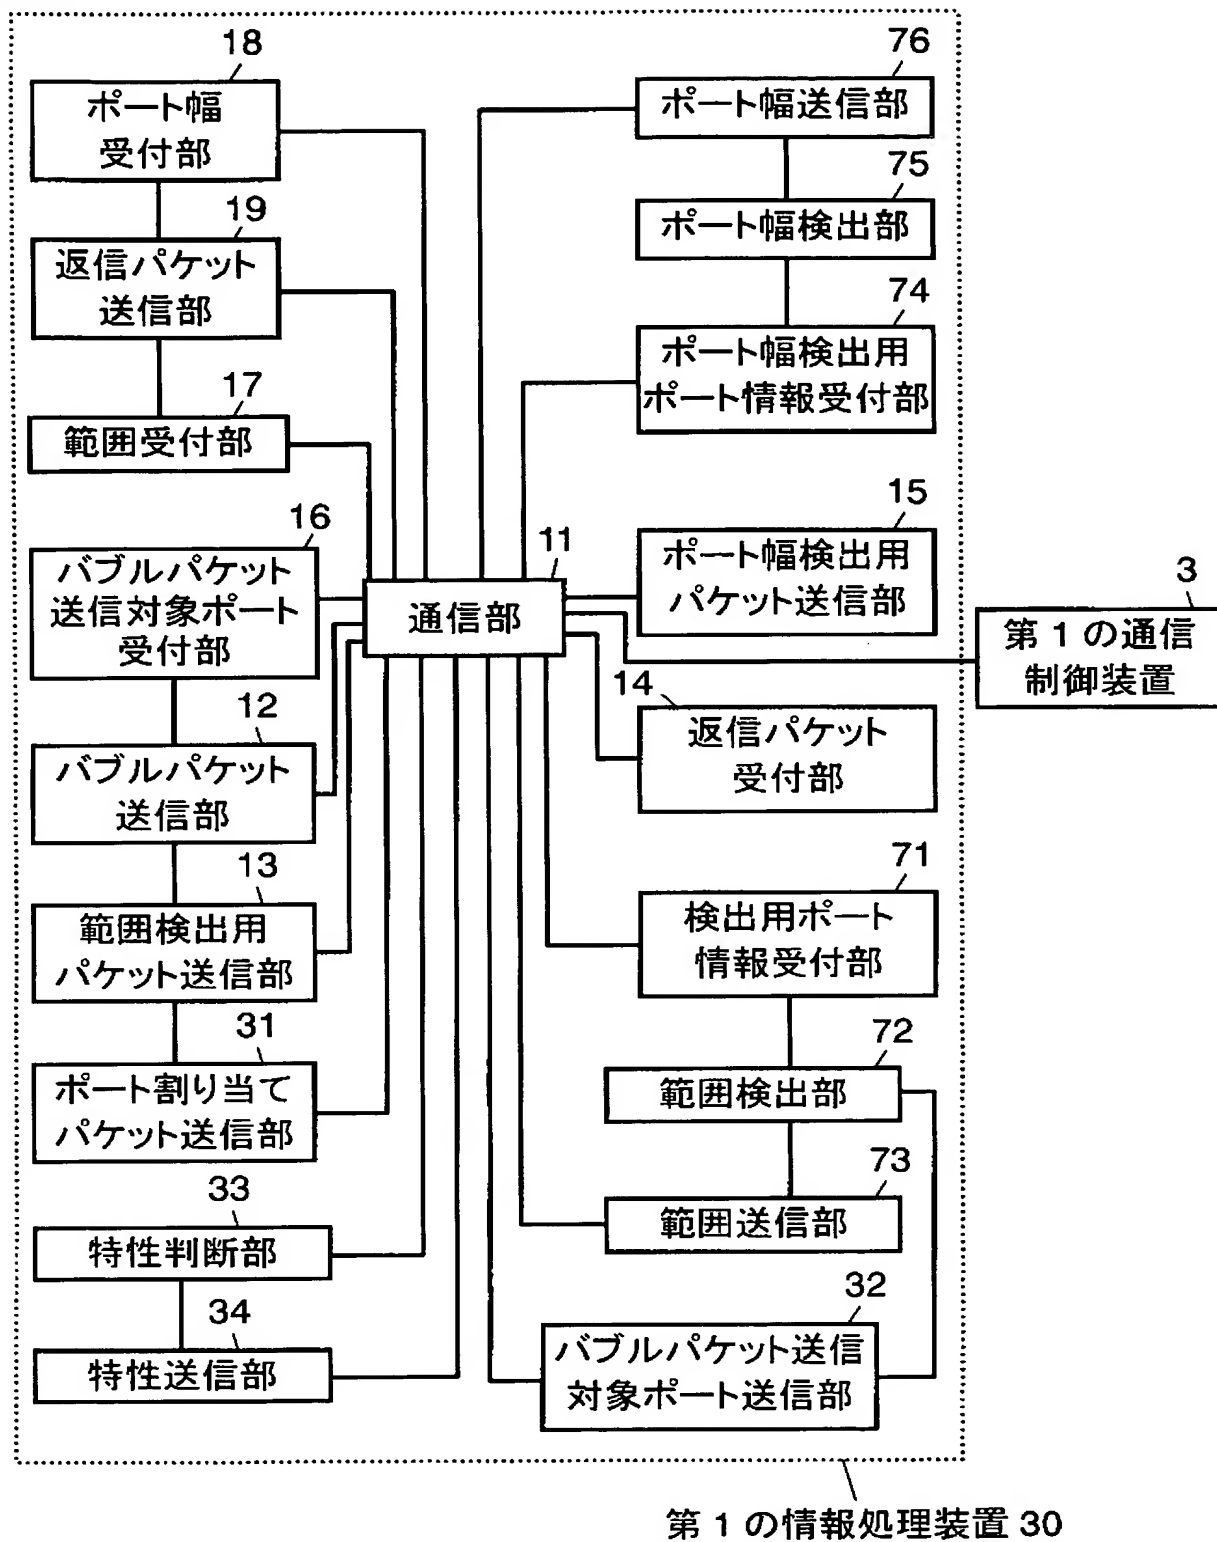 18
ポート幅
受付部
19
返信パケット
送信部
17
範囲受付部
16
バブルパケット
送信対象ポート
受付部
12
バブルパケット
送信部
13
範囲検出用
パケット送信部
31
ポート割り当て
パケット送信部
33
特性判断部
34
特性送信部
11
通信部
76
ポート幅送信部
75
ポート幅検出部
74
ポート幅検出用
ポート情報受付部
15
ポート幅検出用
パケット送信部
14
返信パケット
受付部
71
検出用ポート
情報受付部
72
範囲検出部
73
範囲送信部
32
バブルパケット送信
対象ポート送信部
3
第1の通信
制御装置
第1の情報処理装置 30